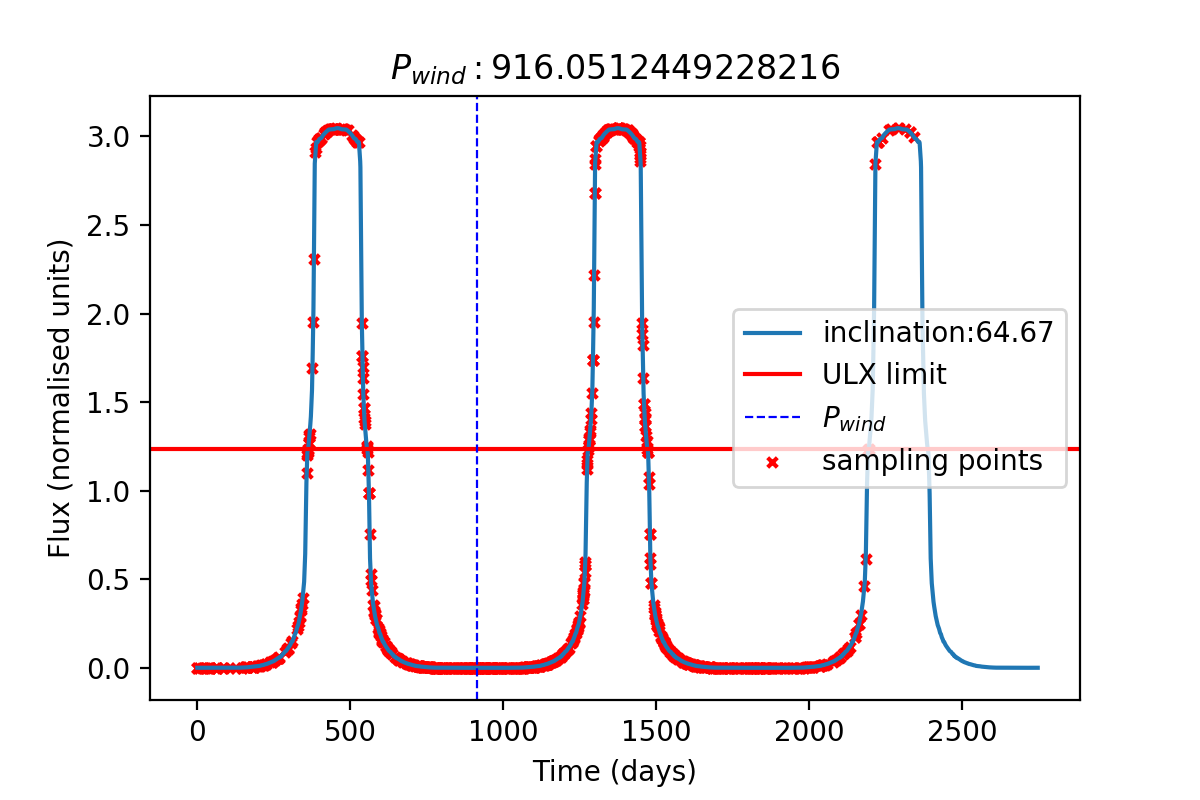 P_wind : 916.0512449228216
Flux (normalised units)
3.0
2.5
2.0
1.5
1.0
0.5
0.0
inclination:64.67
ULX limit
P_wind
sampling points
0 500 1000 1500 2000 2500
Time (days)